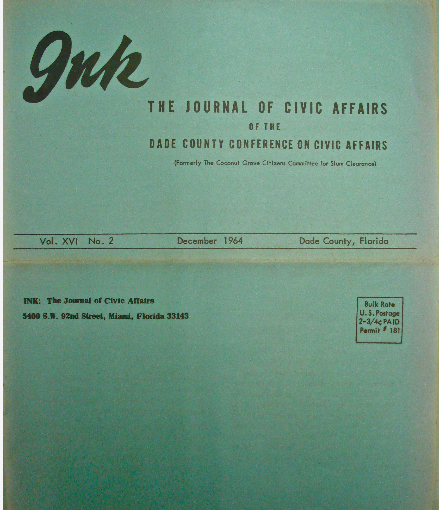 Ink
THE JOURNAL OF CIVIC AFFAIRS
OF THE
DADE COUNTY CONFERENCE ON CIVIC AFFAIRS
(Formerly The Coconut Grove Citizens Committee for Slum Clearance)
Vol. XVI No. 2 December 1964 Dade County, Florida
INK: The Journal of Civic Affairs
5400 S.W. 92nd Street, Miami, Florida 33143
Bulk Rate
U.S. Postage
2-3/4¢ PAID
Permit # 181